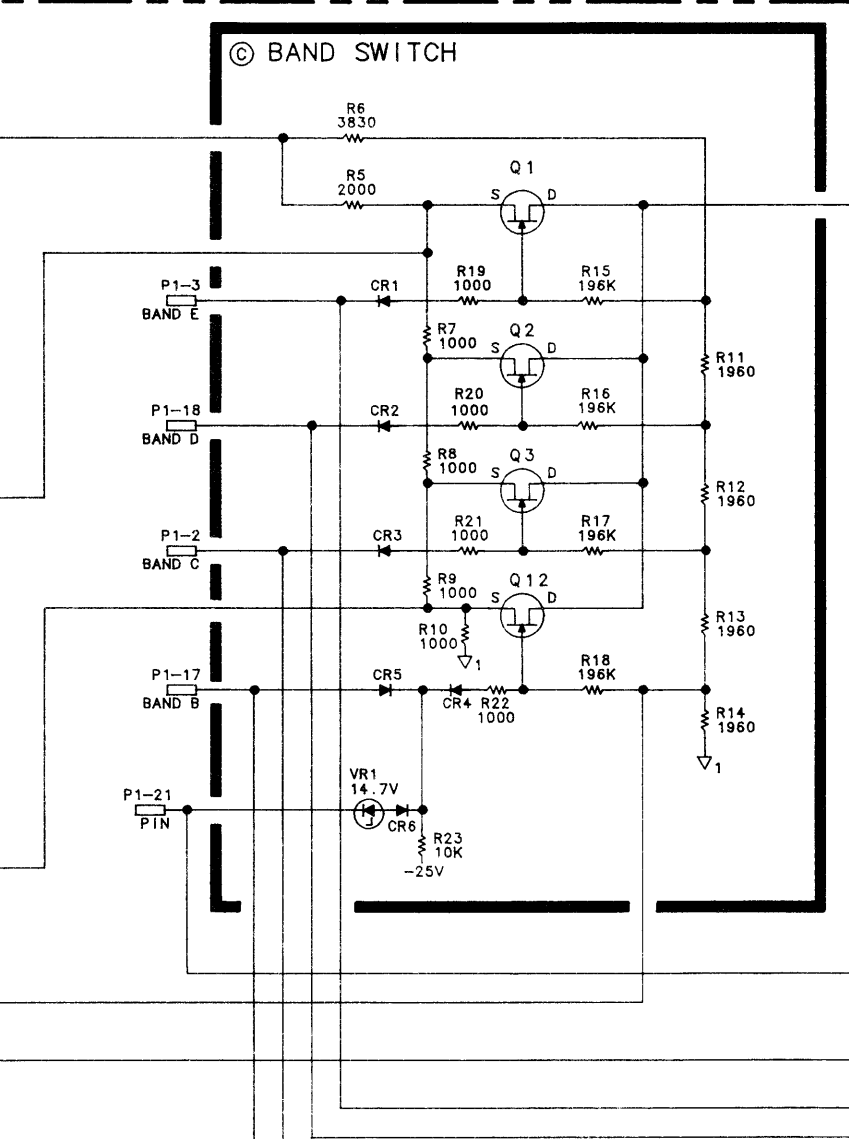 Ⓒ BAND SWITCH
R6
3830
Q1
R5
2000
S D
P1-3
BAND E
CR1
R19
1000
R15
196K
R7
1000
Q2
S D
R11
1960
P1-18
BAND D
CR2
R20
1000
R16
196K
R8
1000
Q3
S D
R12
1960
P1-2
BAND C
CR3
R21
1000
R17
196K
R9
1000
Q12
S D
R10
1000
1
R13
1960
P1-17
BAND B
CR5
CR4
R22
1000
R18
196K
R14
1960
1
P1-21
PIN
VR1
14.7V
CR6
R23
10K
-25V